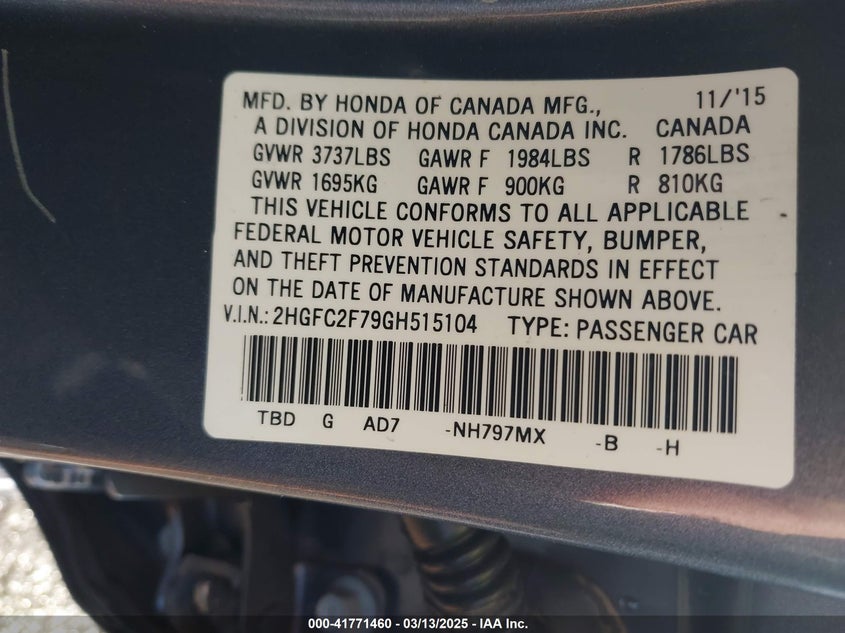 MFD. BY HONDA OF CANADA MFG., 11/'15
A DIVISION OF HONDA CANADA INC. CANADA
GVWR 3737LBS GAWR F 1984LBS R 1786LBS
GVWR 1695KG GAWR F 900KG R 810KG
THIS VEHICLE CONFORMS TO ALL APPLICABLE
FEDERAL MOTOR VEHICLE SAFETY, BUMPER,
AND THEFT PREVENTION STANDARDS IN EFFECT
ON THE DATE OF MANUFACTURE SHOWN ABOVE.
V.I.N.: 2HGFC2F79GH515104 TYPE: PASSENGER CAR
TBD G AD7 -NH797MX -B -H
000-41771460 - 03/13/2025 - IAA Inc.